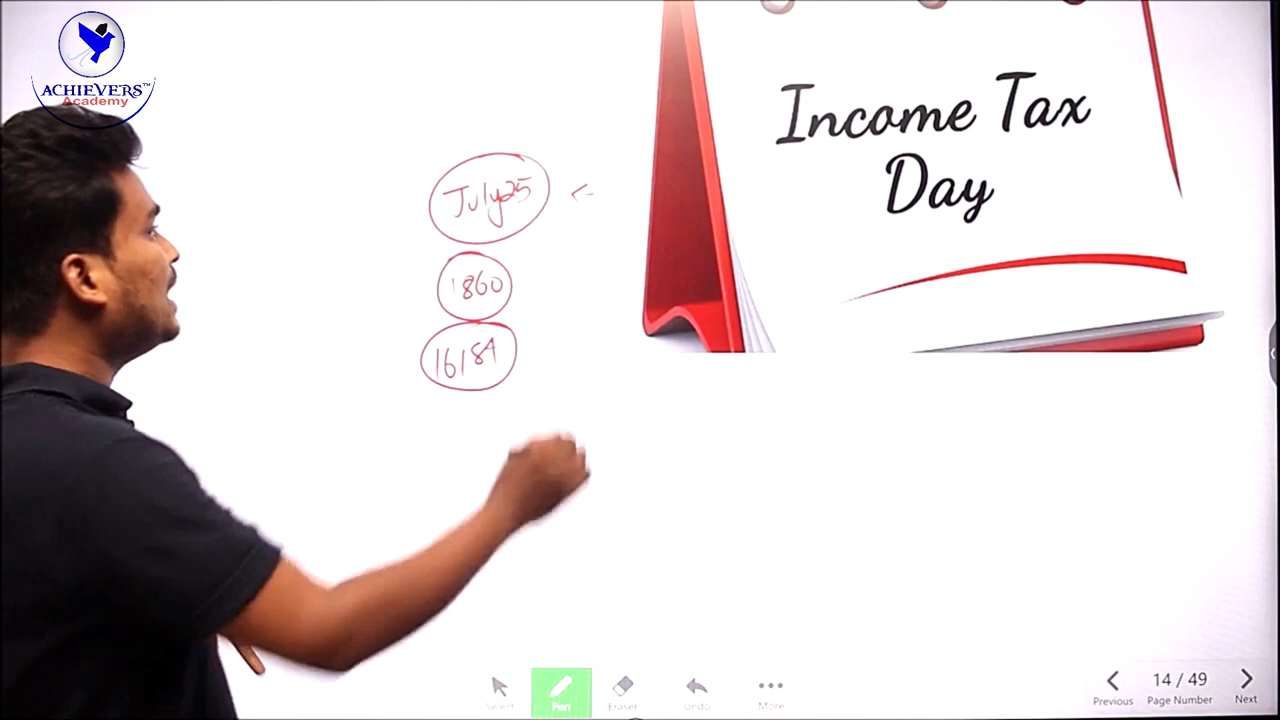 ACHIEVERS™
Academy
Income Tax
Day
July 25
1860
16184
Select
Pen
Eraser
Undo
More
14 / 49
Previous
Page Number
Next